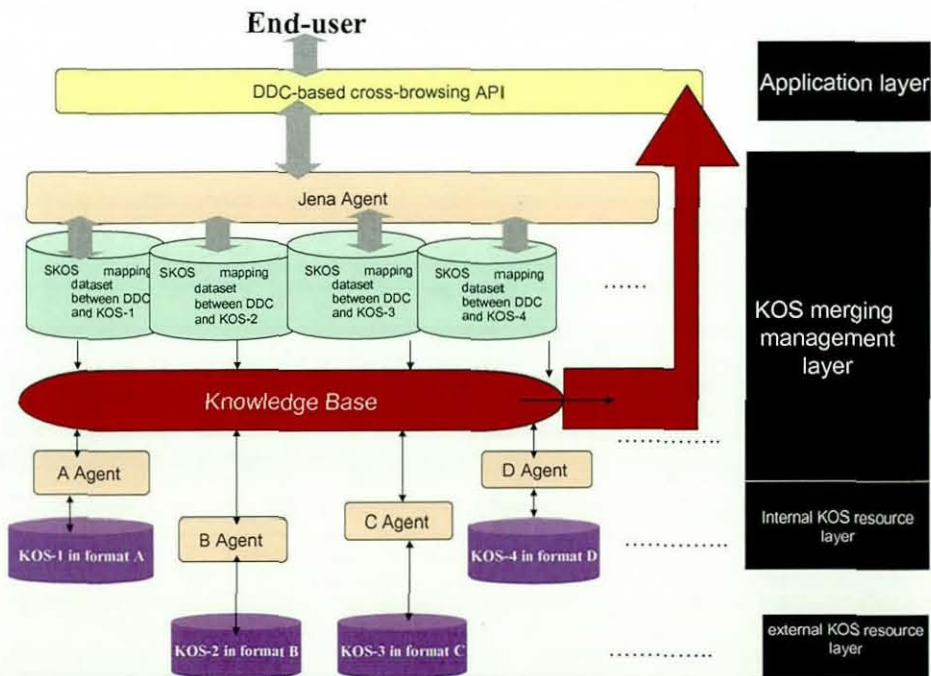 End-user
DDC-based cross-browsing API
Application layer
Jena Agent
SKOS mapping
dataset
between DDC
and KOS-1
SKOS mapping
dataset
between DDC
and KOS-2
SKOS mapping
dataset
between DDC
and KOS-3
SKOS mapping
dataset
between DDC
and KOS-4
......
KOS merging
management
layer
Knowledge Base
A Agent
B Agent
C Agent
D Agent
...............
KOS-1 in format A
KOS-4 in format D
...............
Internal KOS resource
layer
KOS-2 in format B
KOS-3 in format C
...............
external KOS resource
layer